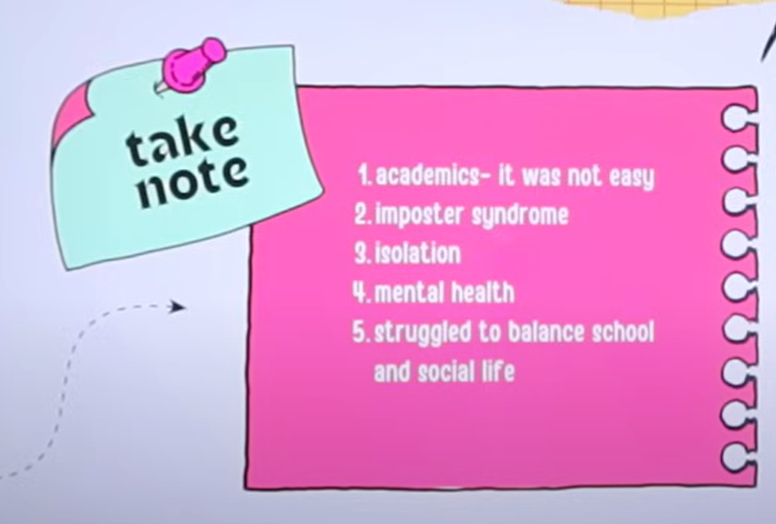 take
note
1. academics- it was not easy
2. imposter syndrome
3. isolation
4. mental health
5. struggled to balance school
and social life